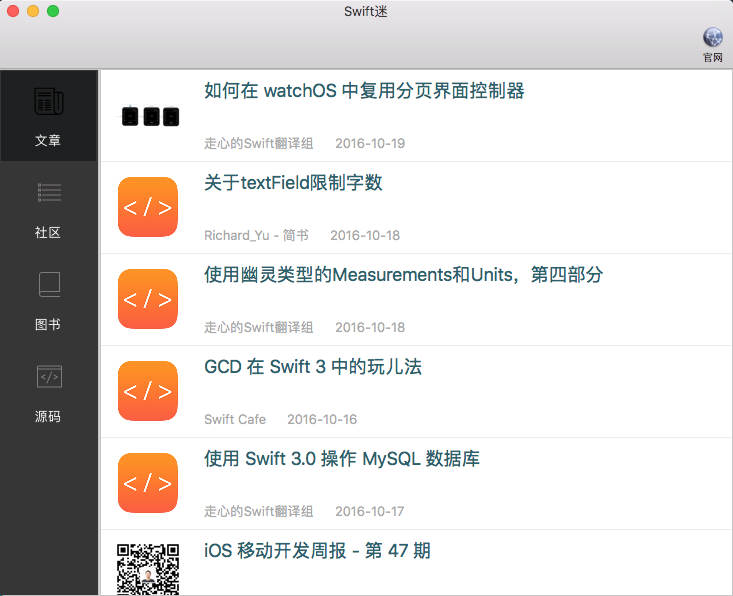 Swift迷
官网
文章
社区
图书
源码
如何在 watchOS 中复用分页界面控制器
走心的Swift翻译组 2016-10-19
关于textField限制字数
</>
Richard_Yu - 简书 2016-10-18
使用幽灵类型的Measurements和Units，第四部分
</>
走心的Swift翻译组 2016-10-18
GCD 在 Swift 3 中的玩儿法
</>
Swift Cafe 2016-10-16
使用 Swift 3.0 操作 MySQL 数据库
</>
走心的Swift翻译组 2016-10-17
iOS 移动开发周报 - 第 47 期